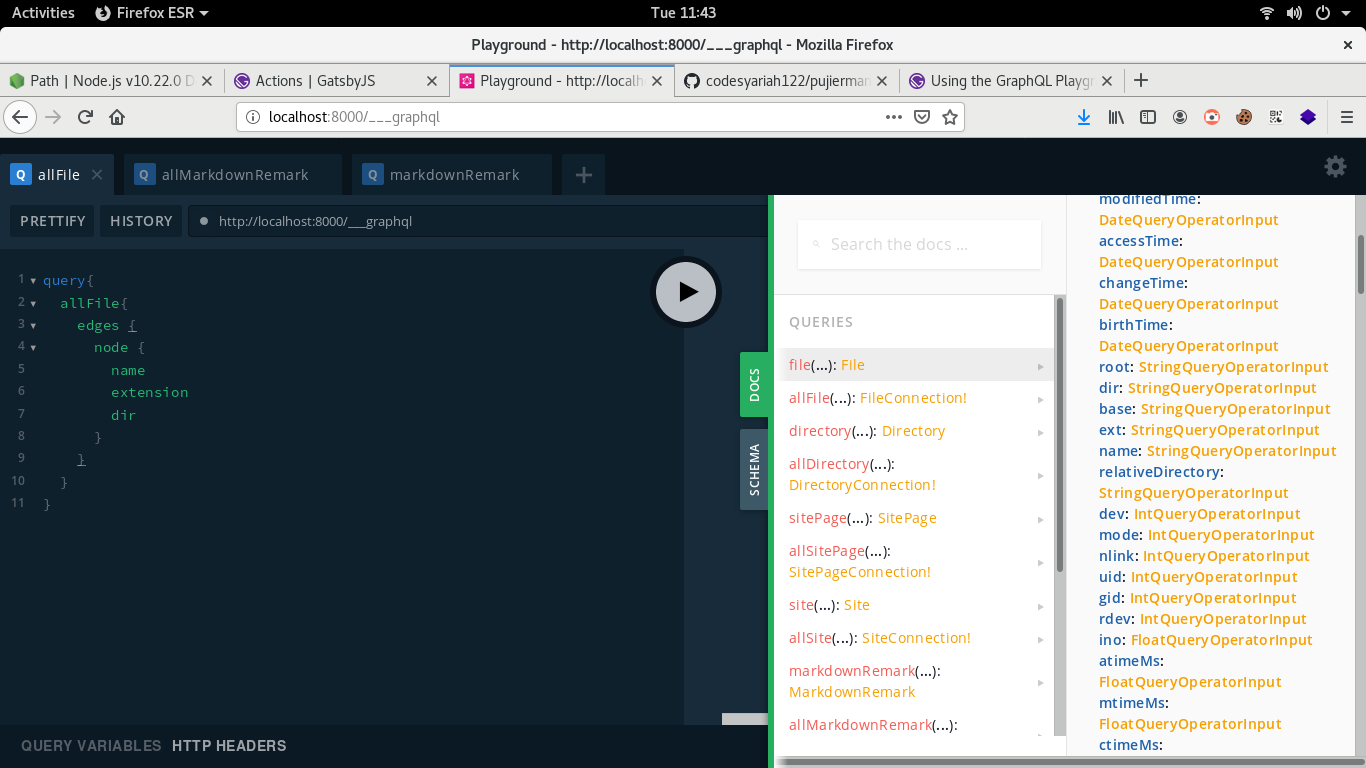 Activities Firefox ESR Tue 11:43
Playground - http://localhost:8000/___graphql - Mozilla Firefox
Path | Node.js v10.22.0 D Actions | GatsbyJS Playground - http://localh codesyariah122/pujierman Using the GraphQL Playgr
localhost:8000/___graphql
Q allFile Q allMarkdownRemark Q markdownRemark
PRETTIFY HISTORY http://localhost:8000/___graphql
1 query{
2 allFile{
3 edges {
4 node {
5 name
6 extension
7 dir
8 }
9 }
10 }
11 }
QUERY VARIABLES HTTP HEADERS
DOCS
SCHEMA
Search the docs ...
QUERIES
file(...): File
allFile(...): FileConnection!
directory(...): Directory
allDirectory(...):
DirectoryConnection!
sitePage(...): SitePage
allSitePage(...):
SitePageConnection!
site(...): Site
allSite(...): SiteConnection!
markdownRemark(...):
MarkdownRemark
allMarkdownRemark(...):
modifiedTime:
DateQueryOperatorInput
accessTime:
DateQueryOperatorInput
changeTime:
DateQueryOperatorInput
birthTime:
DateQueryOperatorInput
root: StringQueryOperatorInput
dir: StringQueryOperatorInput
base: StringQueryOperatorInput
ext: StringQueryOperatorInput
name: StringQueryOperatorInput
relativeDirectory:
StringQueryOperatorInput
dev: IntQueryOperatorInput
mode: IntQueryOperatorInput
nlink: IntQueryOperatorInput
uid: IntQueryOperatorInput
gid: IntQueryOperatorInput
rdev: IntQueryOperatorInput
ino: FloatQueryOperatorInput
atimeMs:
FloatQueryOperatorInput
mtimeMs:
FloatQueryOperatorInput
ctimeMs: